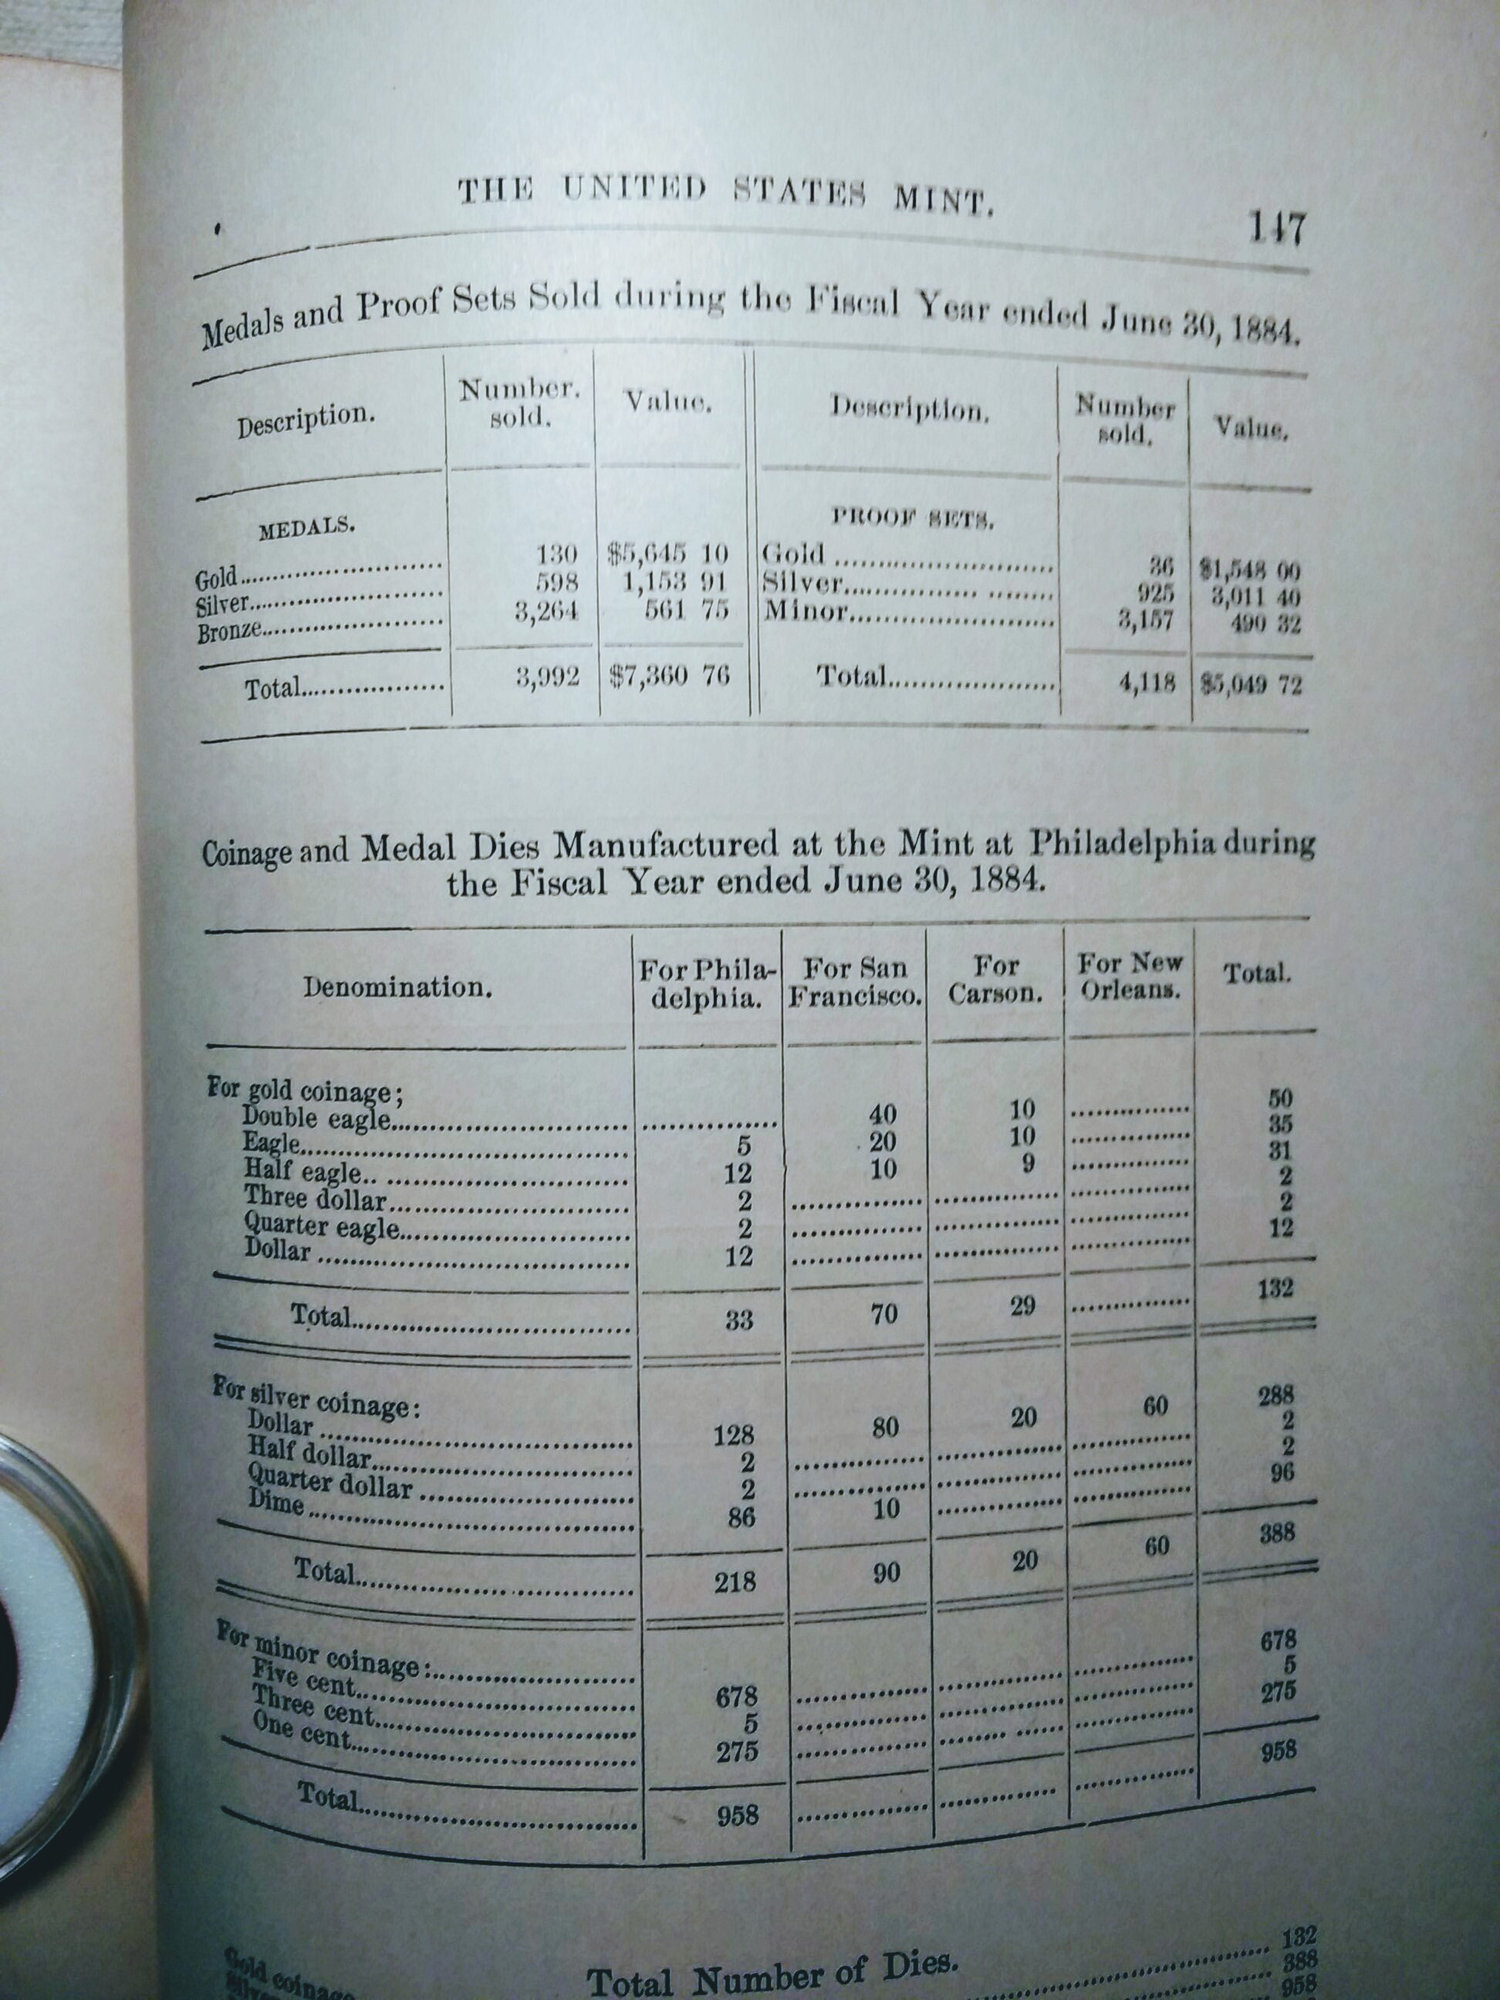 THE UNITED STATES MINT.
147
Medals and Proof Sets Sold during the Fiscal Year ended June 30, 1884.
Description. Number. sold. Value. Description. Number sold. Value.
MEDALS. PROOF SETS.
Gold 130 $5,645 10 Gold 36 $1,548 00
Silver 598 1,153 91 Silver 925 3,011 40
Bronze 3,264 561 75 Minor 3,157 490 32
Total 3,992 $7,360 76 Total 4,118 $5,049 72
Coinage and Medal Dies Manufactured at the Mint at Philadelphia during
the Fiscal Year ended June 30, 1884.
Denomination. For Phila-delphia. For San Francisco. For Carson. For New Orleans. Total.
For gold coinage;
Double eagle 40 10 50
Eagle 5 20 10 35
Half eagle 12 10 9 31
Three dollar 2 2
Quarter eagle 2 2
Dollar 12 12
Total 33 70 29 132
For silver coinage:
Dollar 128 80 20 60 288
Half dollar 2 2
Quarter dollar 2 2
Dime 86 10 96
Total 218 90 20 60 388
For minor coinage:
Five cent 678 678
Three cent 5 5
One cent 275 275
Total 958 958
Total Number of Dies.
Gold coinage 132
388
958